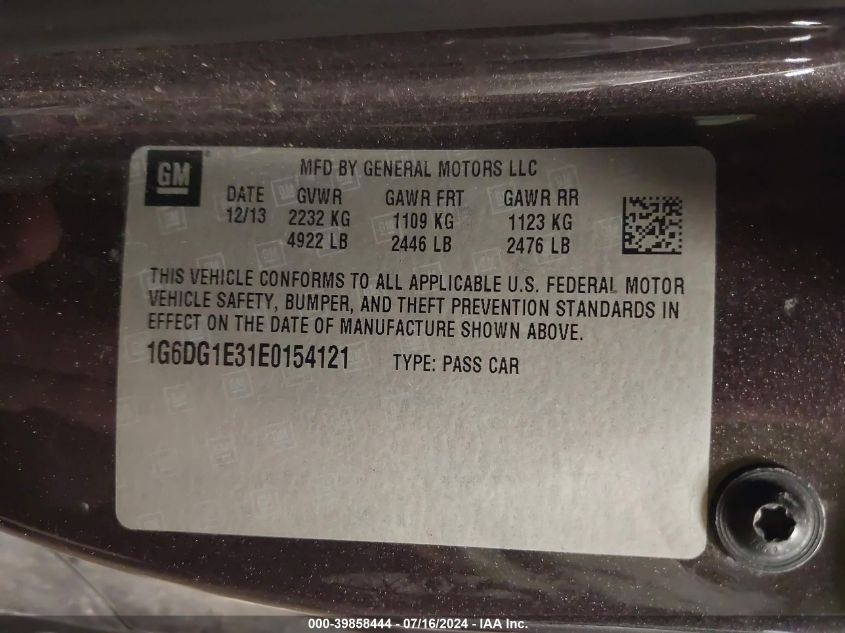 GM
MFD BY GENERAL MOTORS LLC
DATE GVWR GAWR FRT GAWR RR
12/13 2232 KG 1109 KG 1123 KG
4922 LB 2446 LB 2476 LB
THIS VEHICLE CONFORMS TO ALL APPLICABLE U.S. FEDERAL MOTOR
VEHICLE SAFETY, BUMPER, AND THEFT PREVENTION STANDARDS IN
EFFECT ON THE DATE OF MANUFACTURE SHOWN ABOVE.
1G6DG1E31E0154121 TYPE: PASS CAR
000-39858444 - 07/16/2024 - IAA Inc.